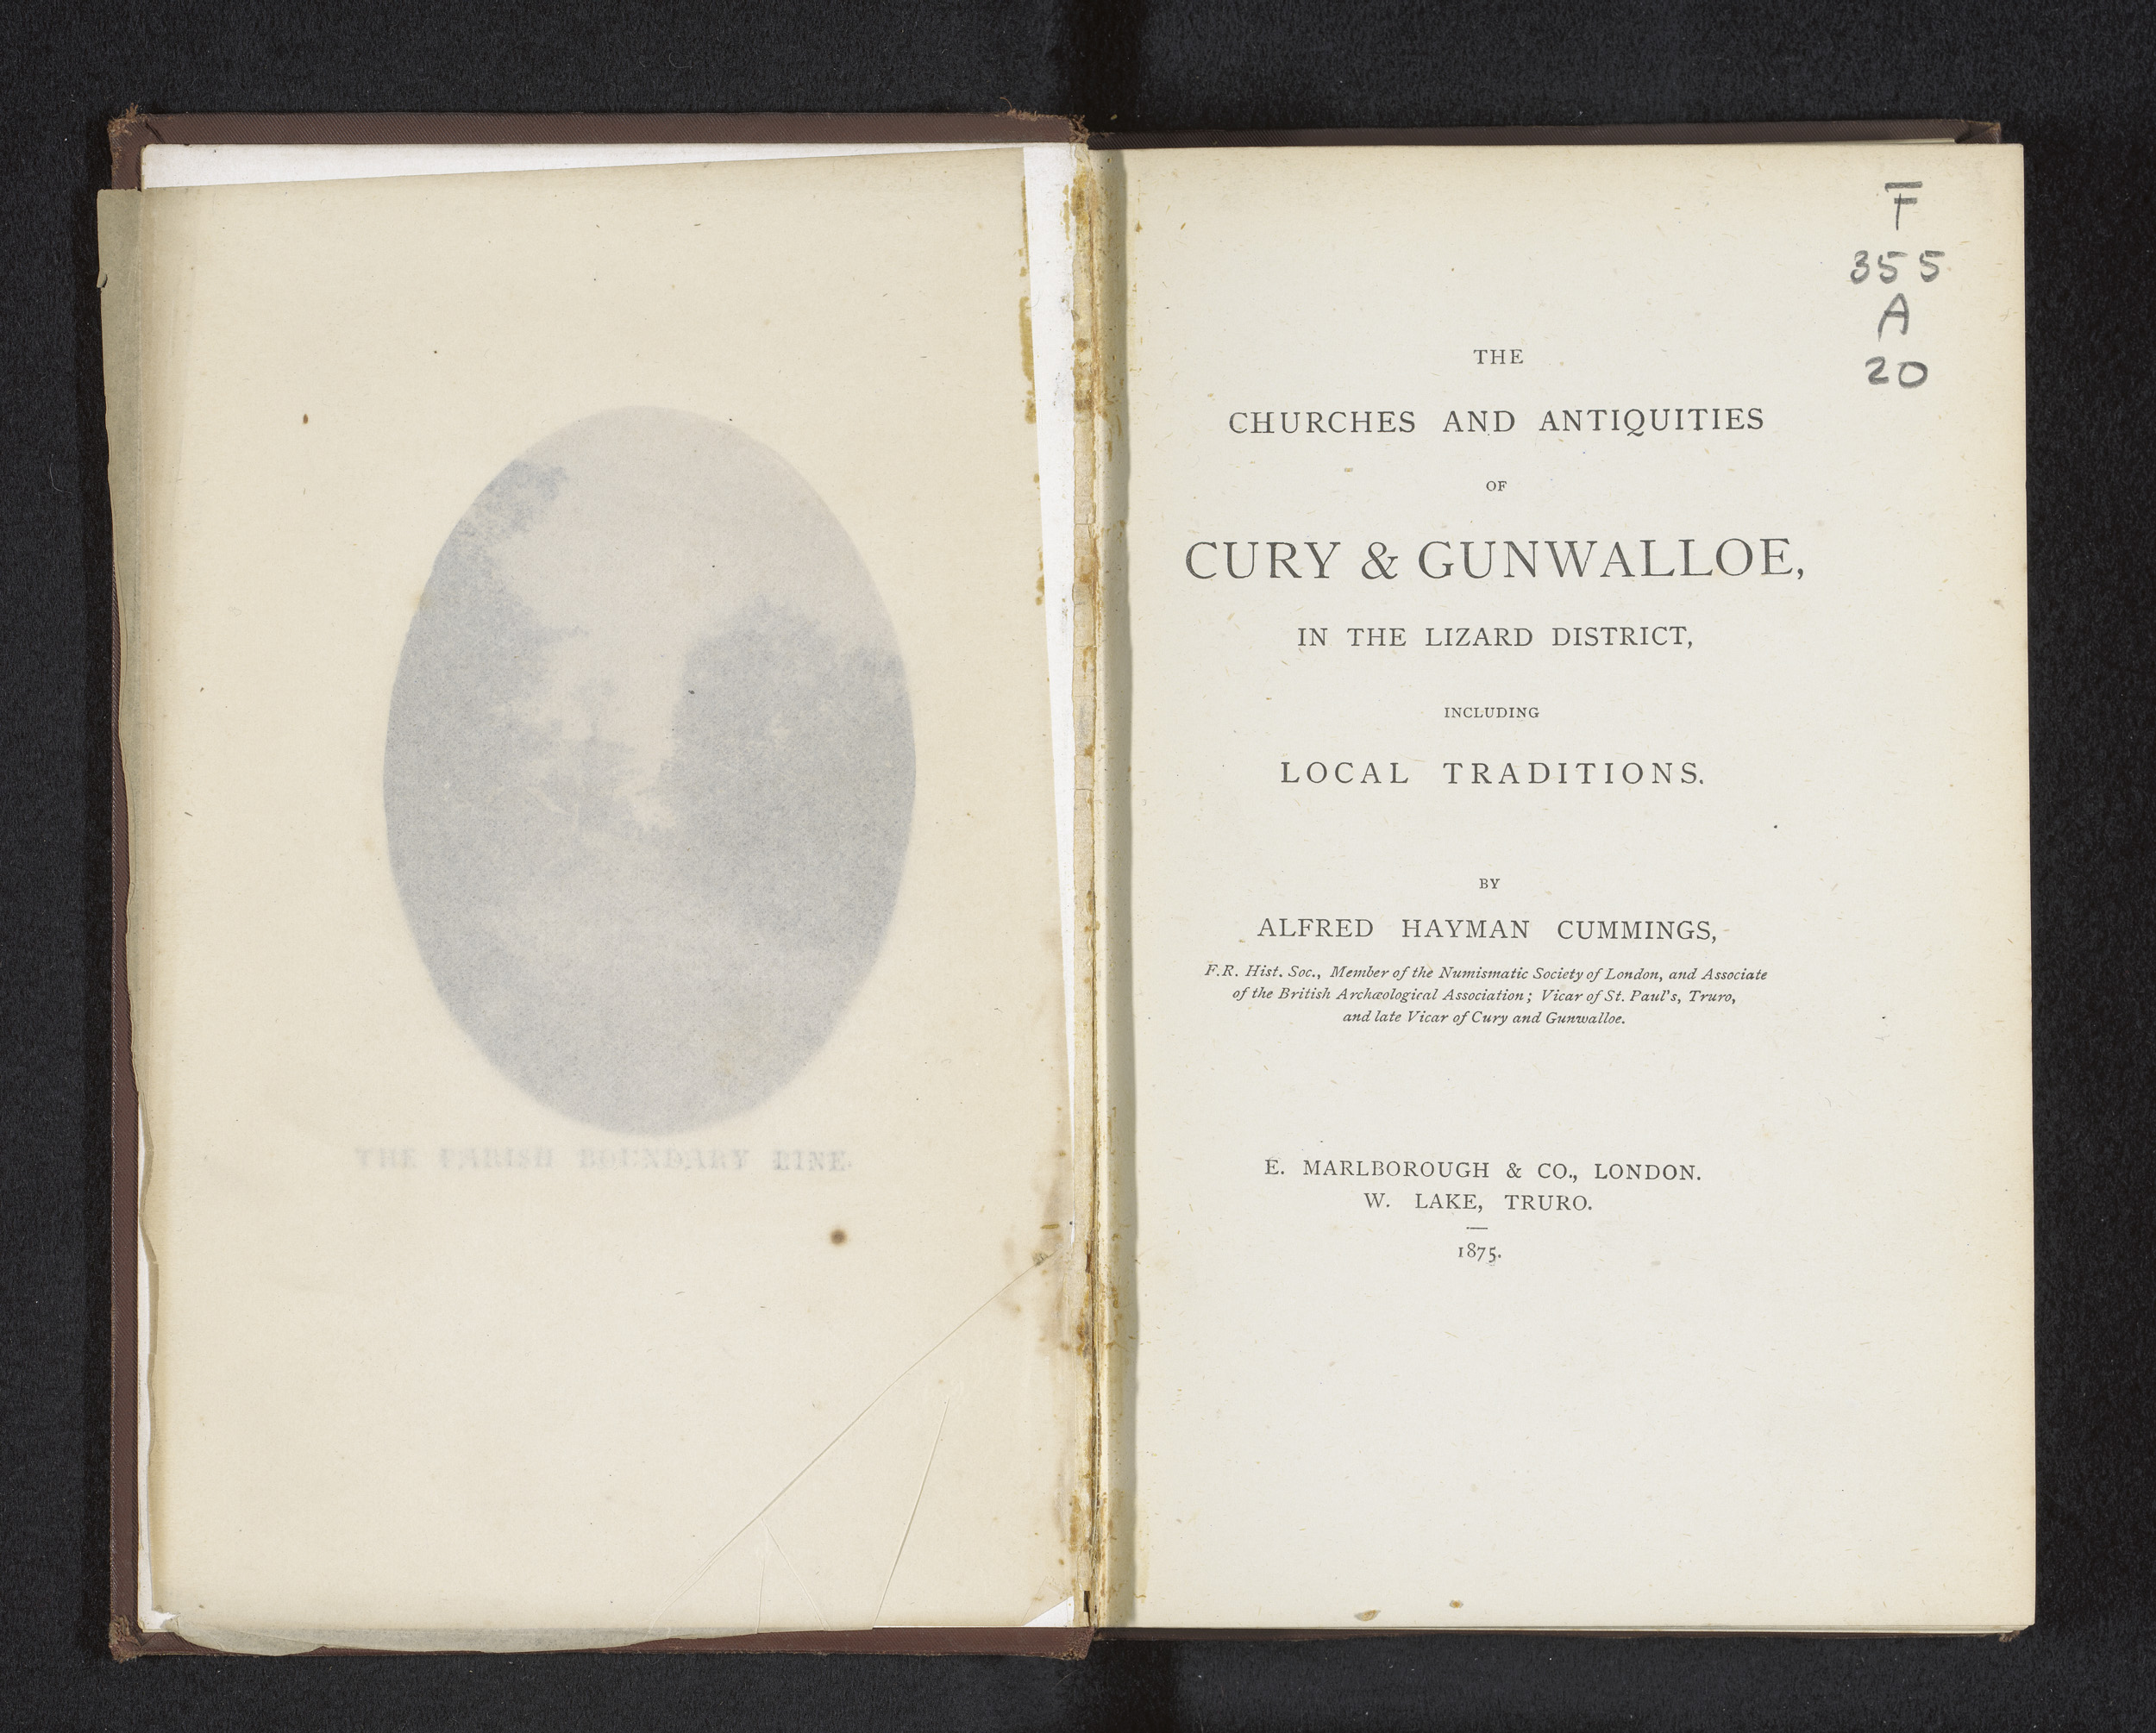 THE PARISH BOUNDARY LINE.
F
355
A
20
THE
CHURCHES AND ANTIQUITIES
OF
CURY & GUNWALLOE,
IN THE LIZARD DISTRICT,
INCLUDING
LOCAL TRADITIONS.
BY
ALFRED HAYMAN CUMMINGS,
F.R. Hist. Soc., Member of the Numismatic Society of London, and Associate
of the British Archæological Association; Vicar of St. Paul's, Truro,
and late Vicar of Cury and Gunwalloe.
E. MARLBOROUGH & CO., LONDON.
W. LAKE, TRURO.
1875.